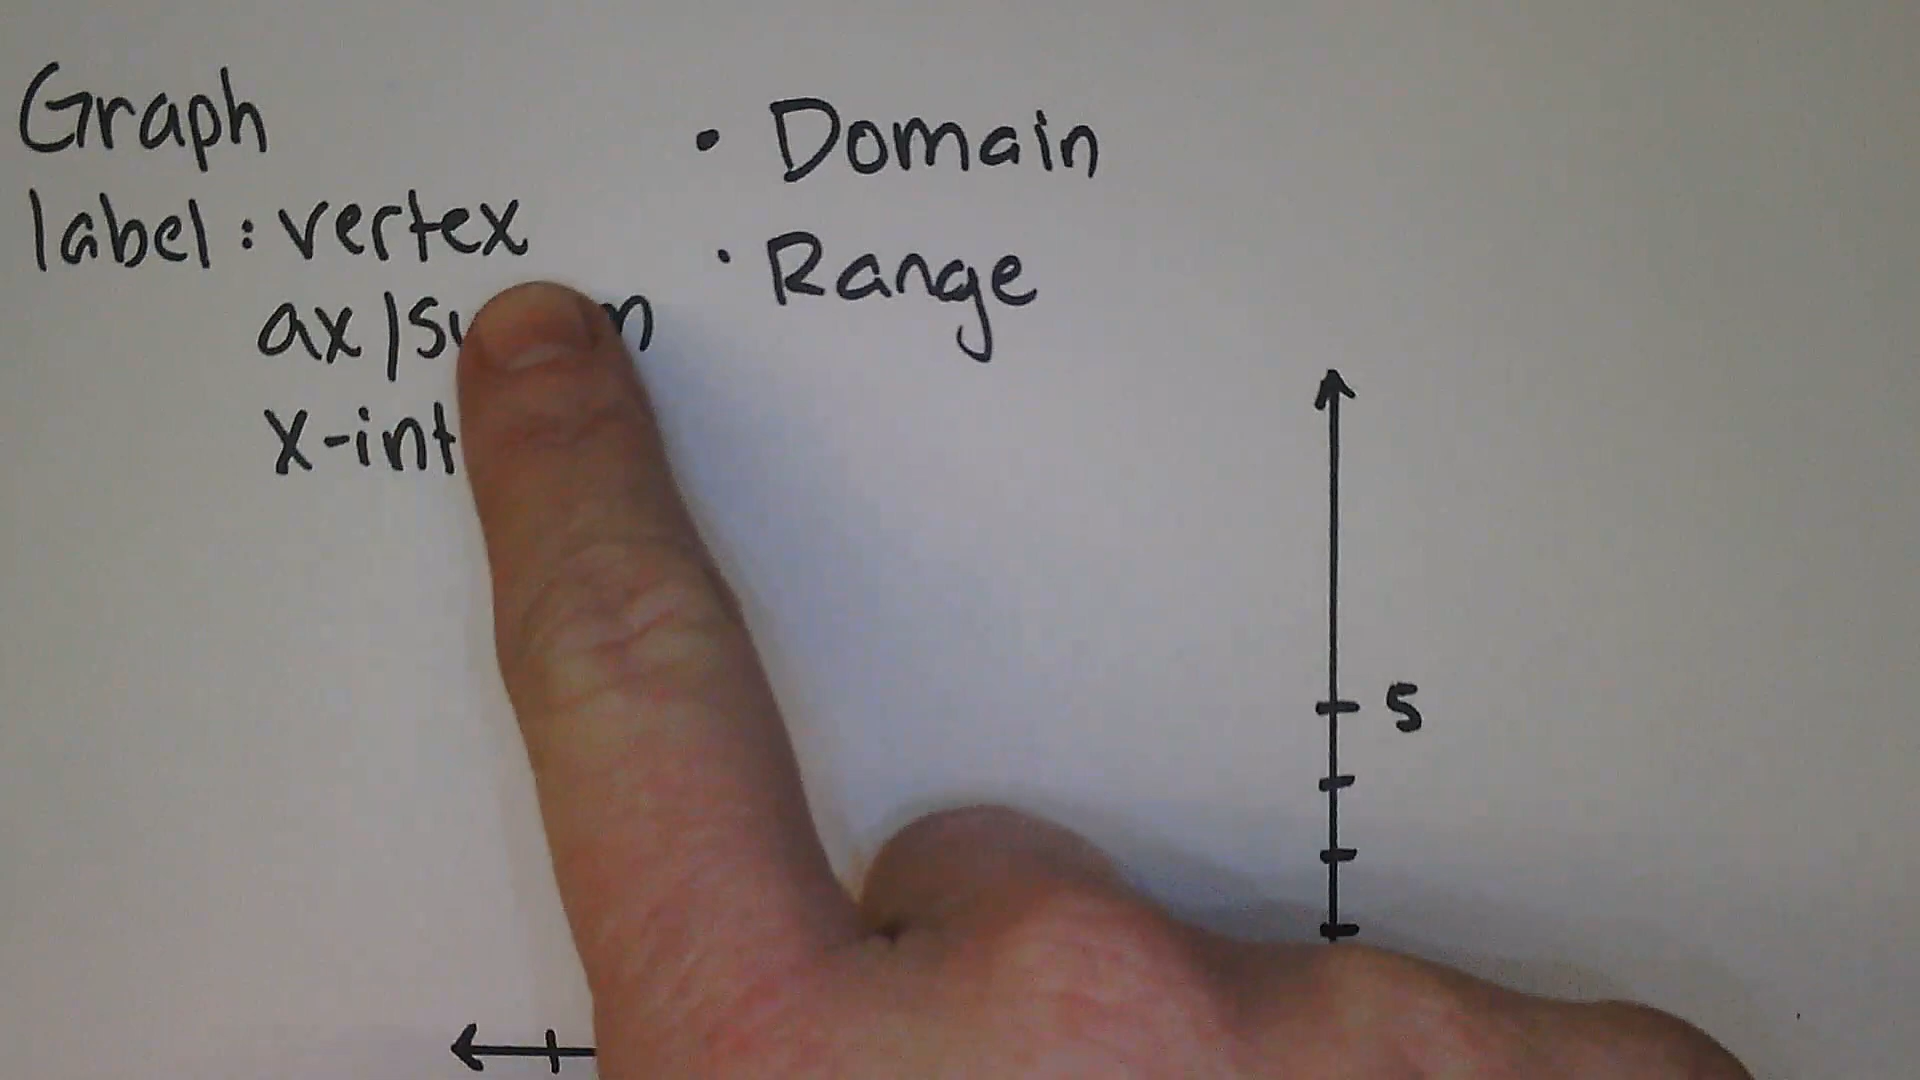 Graph
label: vertex
ax/s
x-int
• Domain
• Range
5